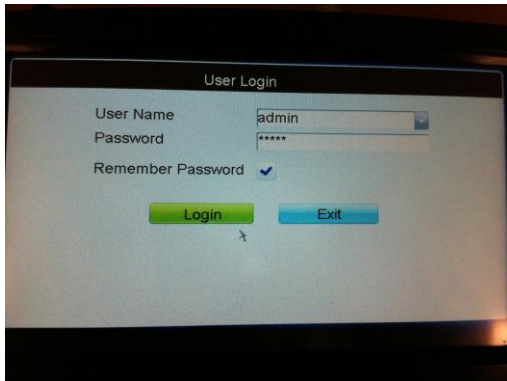 User Login
User Name admin
Password *****
Remember Password
Login Exit